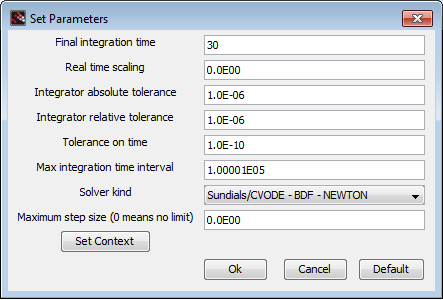 Set Parameters
Final integration time 30
Real time scaling 0.0E00
Integrator absolute tolerance 1.0E-06
Integrator relative tolerance 1.0E-06
Tolerance on time 1.0E-10
Max integration time interval 1.00001E05
Solver kind Sundials/CVODE - BDF - NEWTON
Maximum step size (0 means no limit) 0.0E00
Set Context
Ok Cancel Default